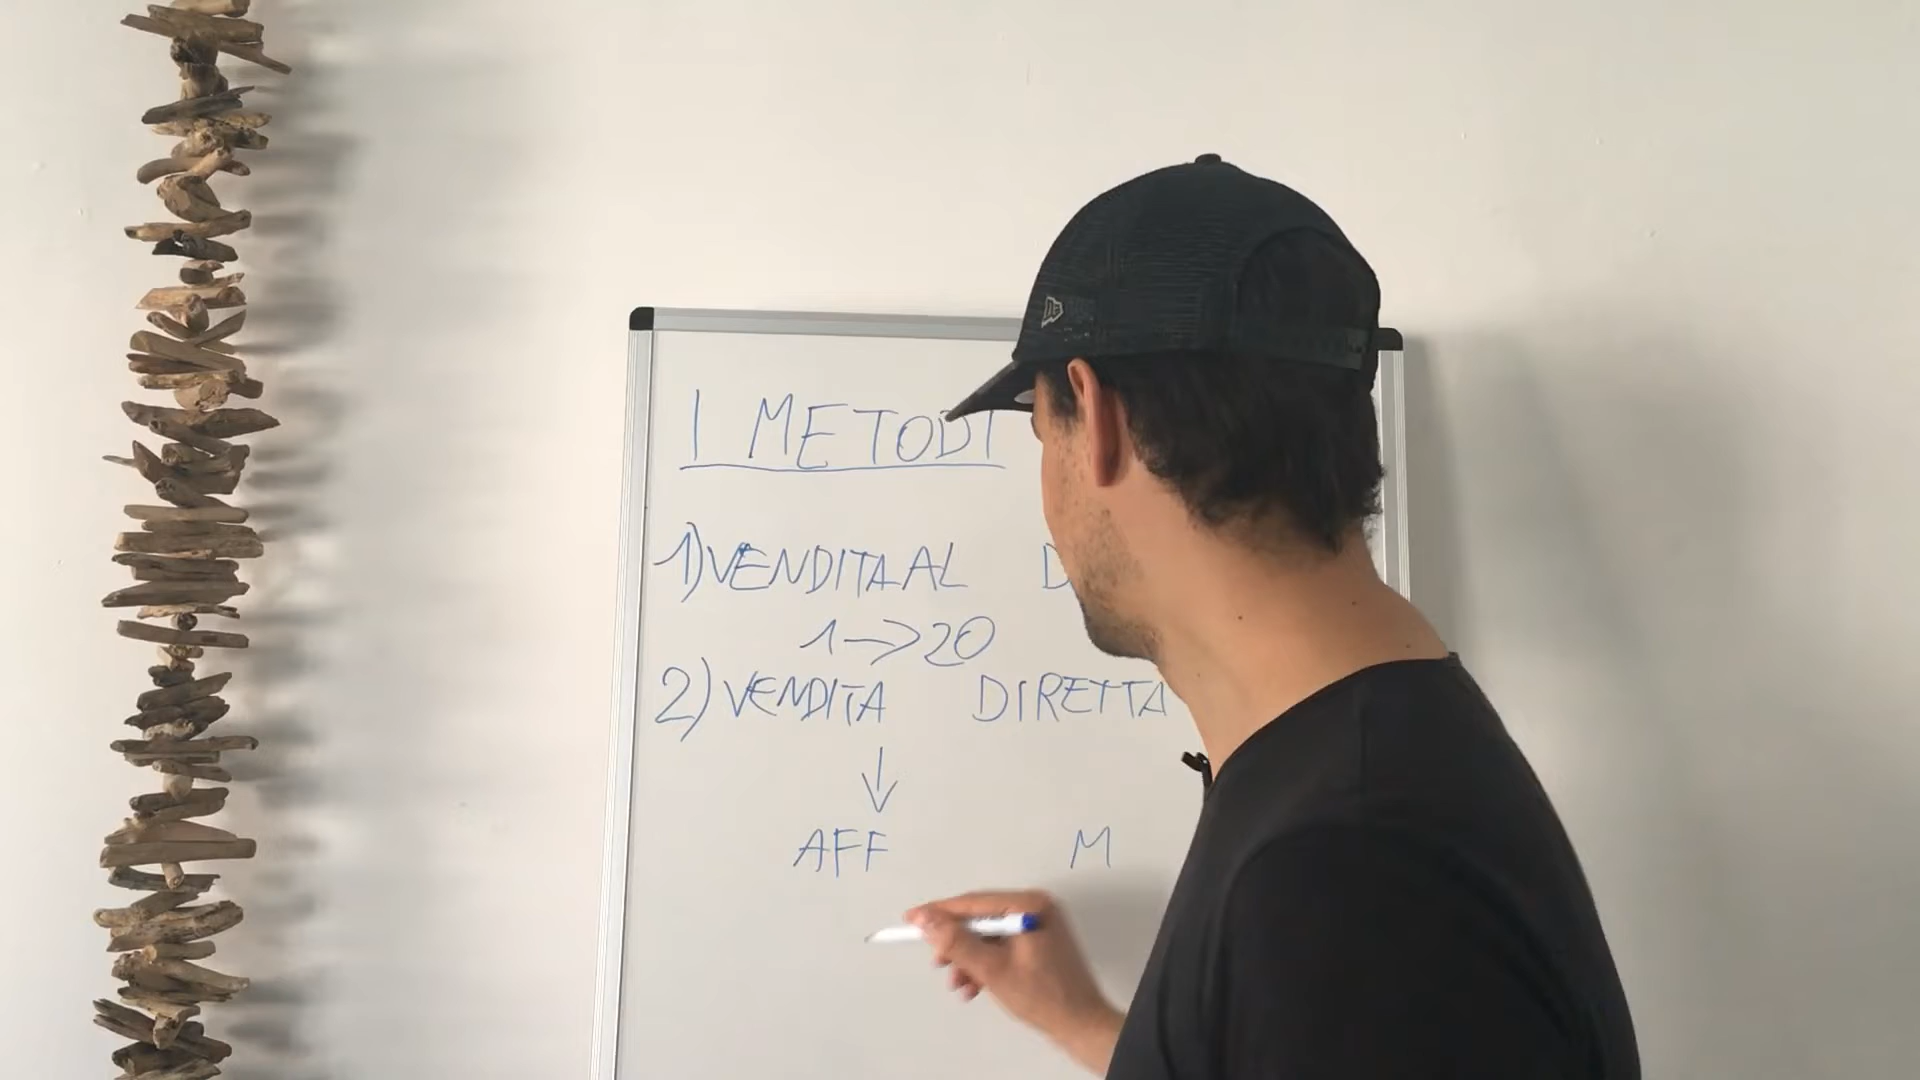 I METODI
1) VENDITA AL
1 → 20
2) VENDITA DIRETTA
↓
AFF M